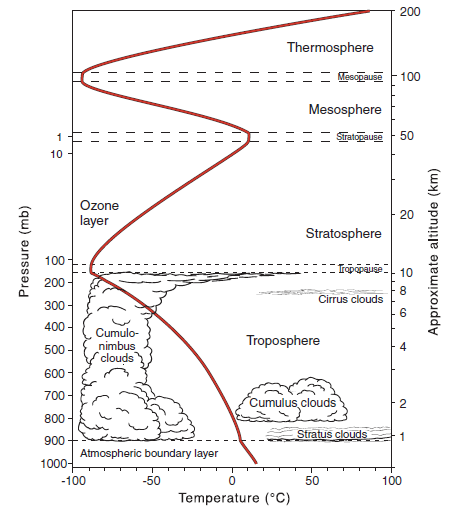 200
Thermosphere
Mesopause
100
Mesosphere
1
Stratopause
50
10
Ozone
layer
20
Stratosphere
100
Tropopause
10
200
8
Cirrus clouds
300
6
400
Cumulo-
nimbus
clouds
Troposphere
4
500
600
700
Cumulus clouds
2
800
Stratus clouds
1
900
Atmospheric boundary layer
1000
-100
-50
0
50
100
Temperature (°C)
Pressure (mb)
Approximate altitude (km)